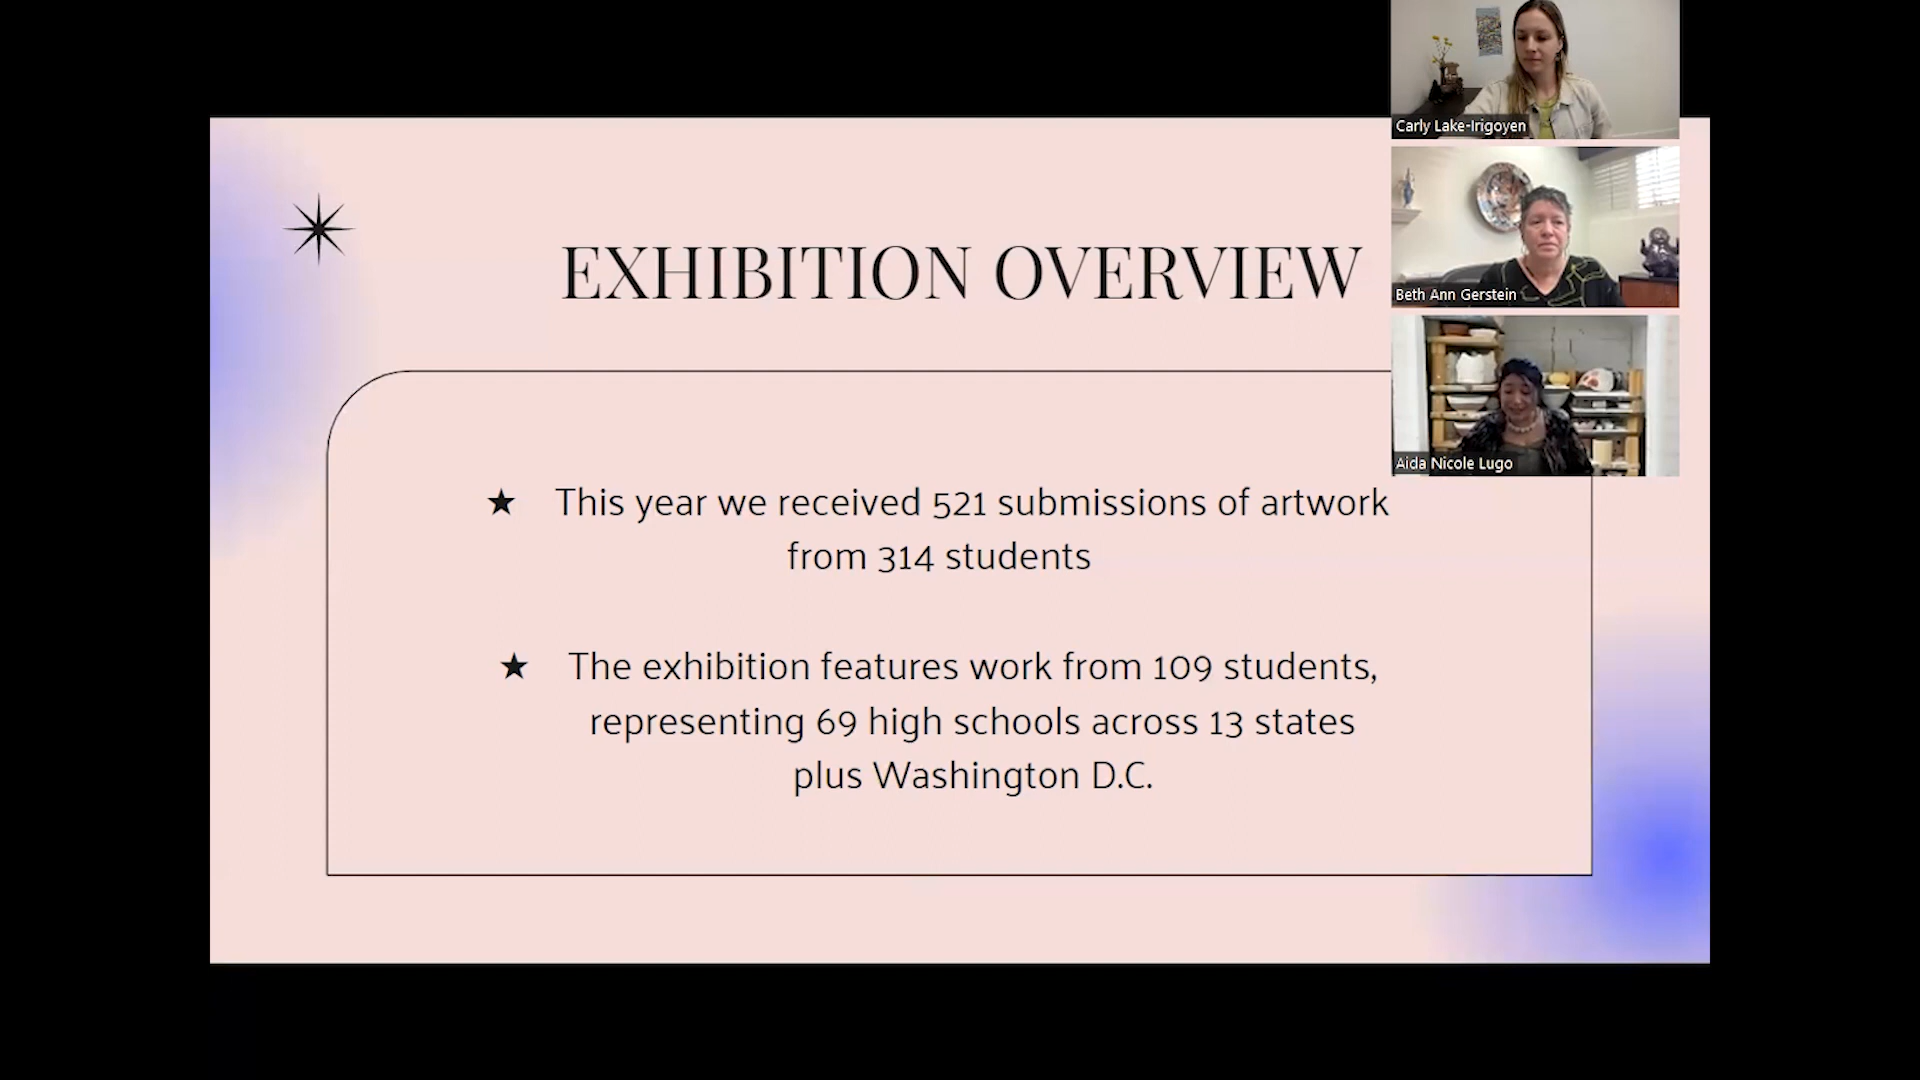 Carly Lake-Irigoyen
EXHIBITION OVERVIEW
Beth Ann Gerstein
Aida Nicole Lugo
★ This year we received 521 submissions of artwork
from 314 students
★ The exhibition features work from 109 students,
representing 69 high schools across 13 states
plus Washington D.C.